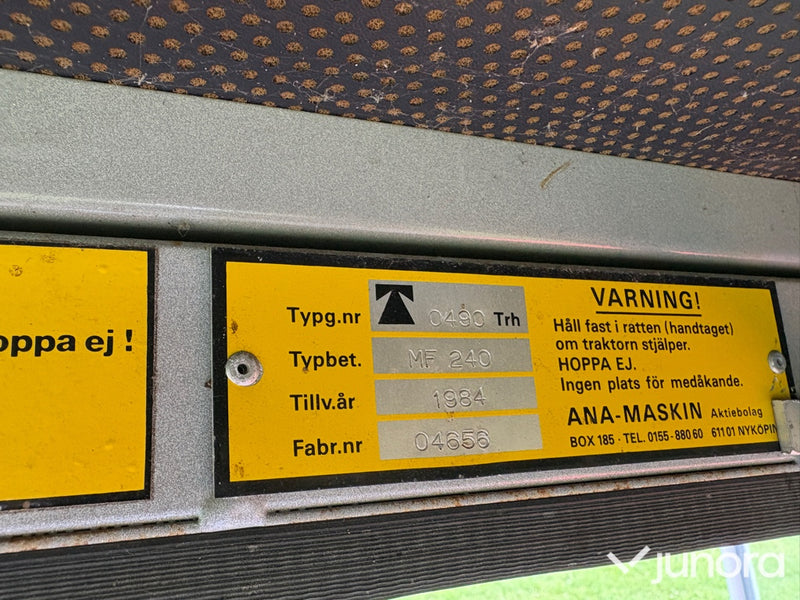 oppa ej !
Typg.nr 0490 Trh
Typbet. MF 240
Tillv.år 1984
Fabr.nr 04656
VARNING!
Håll fast i ratten (handtaget)
om traktorn stjälper.
HOPPA EJ.
Ingen plats för medåkande.
ANA-MASKIN Aktiebolag
BOX 185 - TEL. 0155-880 60 611 01 NYKÖPIN
junora